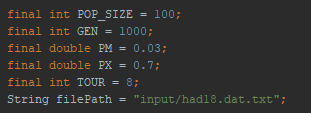 final int POP_SIZE = 100;
final int GEN = 1000;
final double PM = 0.03;
final double PX = 0.7;
final int TOUR = 8;
String filePath = "input/had18.dat.txt";